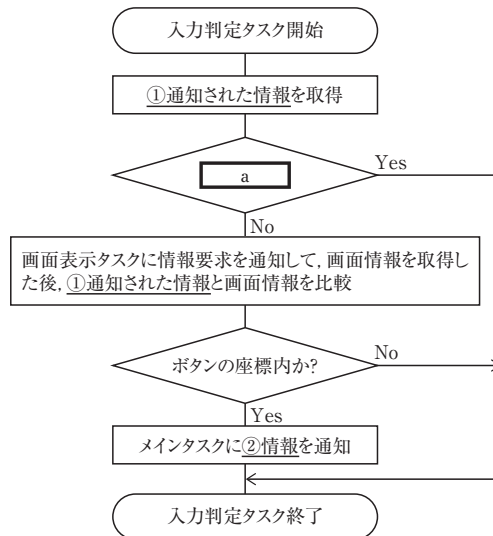 入力判定タスク開始
①通知された情報を取得
a
Yes
No
画面表示タスクに情報要求を通知して，画面情報を取得し
た後，①通知された情報と画面情報を比較
ボタンの座標内か?
No
Yes
メインタスクに②情報を通知
入力判定タスク終了